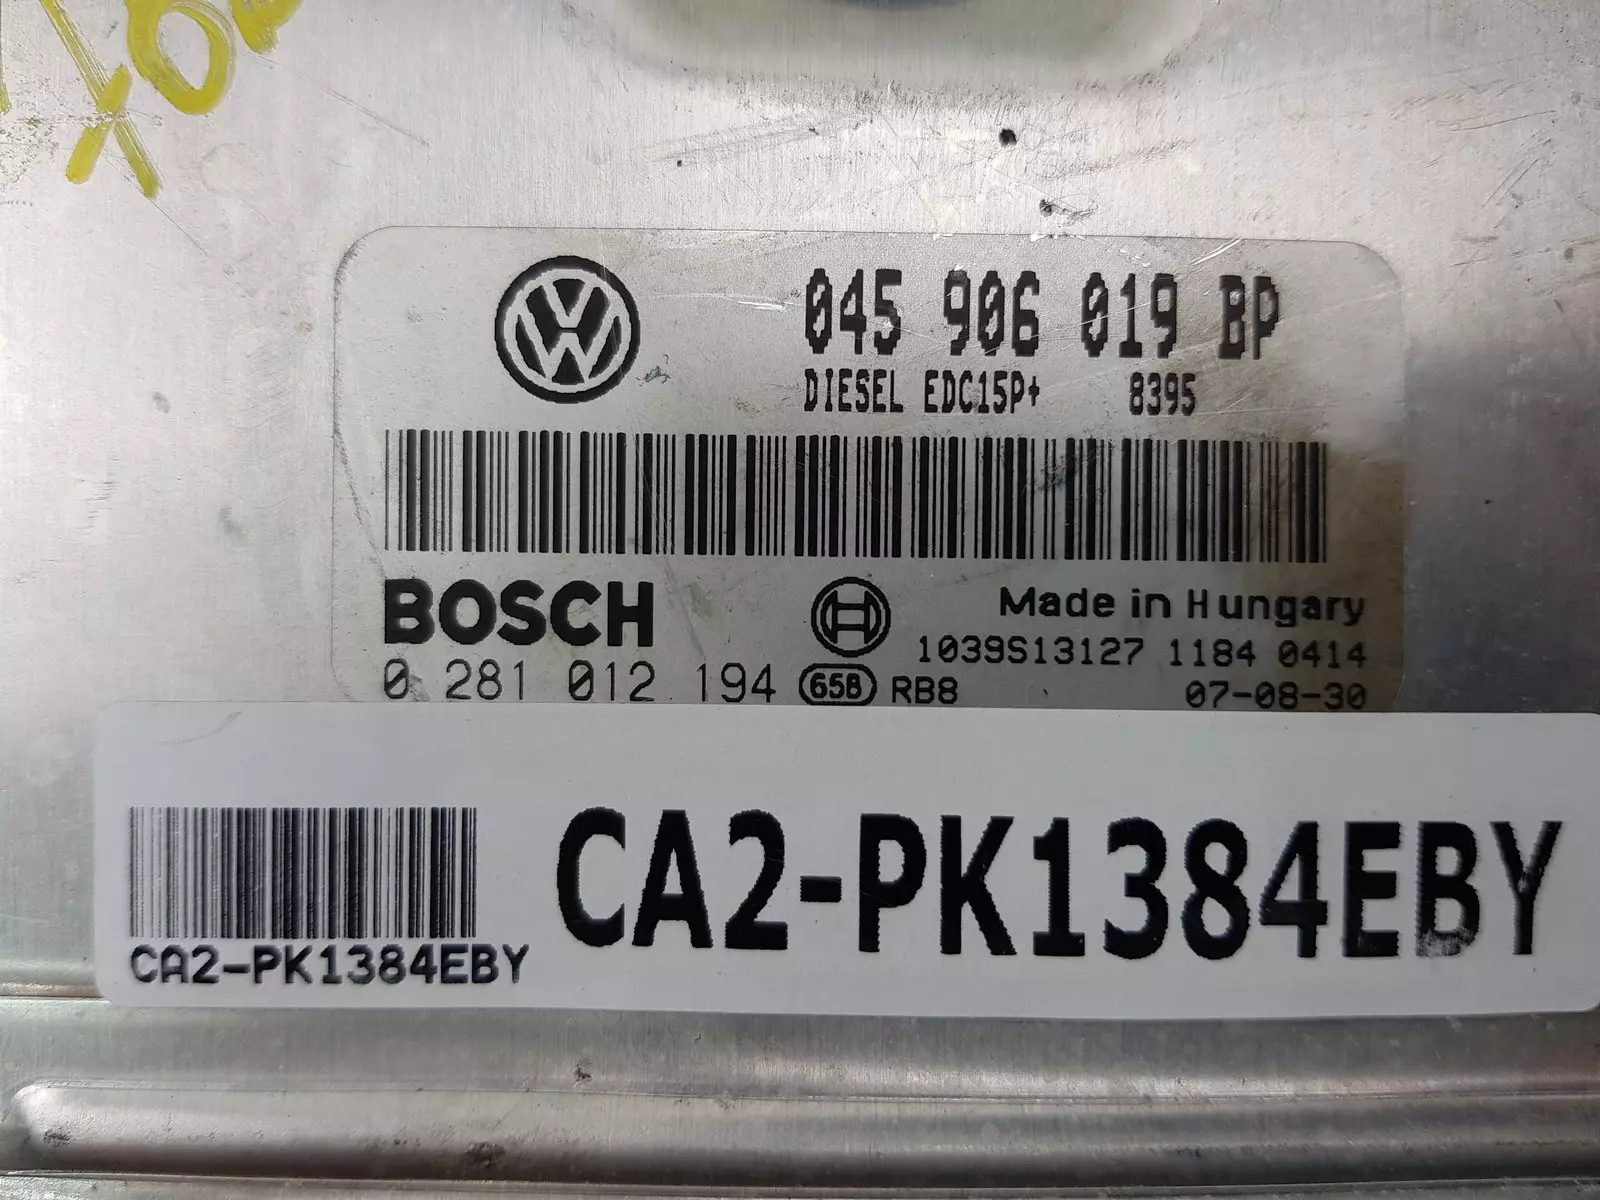 045 906 019 BP
DIESEL EDC15P+ 8395
BOSCH
Made in Hungary
1039S13127 1184 0414
0 281 012 194 65B RB8 07-08-30
CA2-PK1384EBY
CA2-PK1384EBY